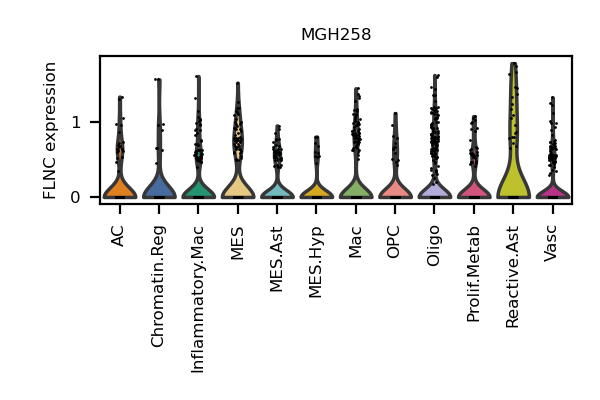 MGH258
FLNC expression
1
0
AC
Chromatin.Reg
Inflammatory.Mac
MES
MES.Ast
MES.Hyp
Mac
OPC
Oligo
Prolif.Metab
Reactive.Ast
Vasc